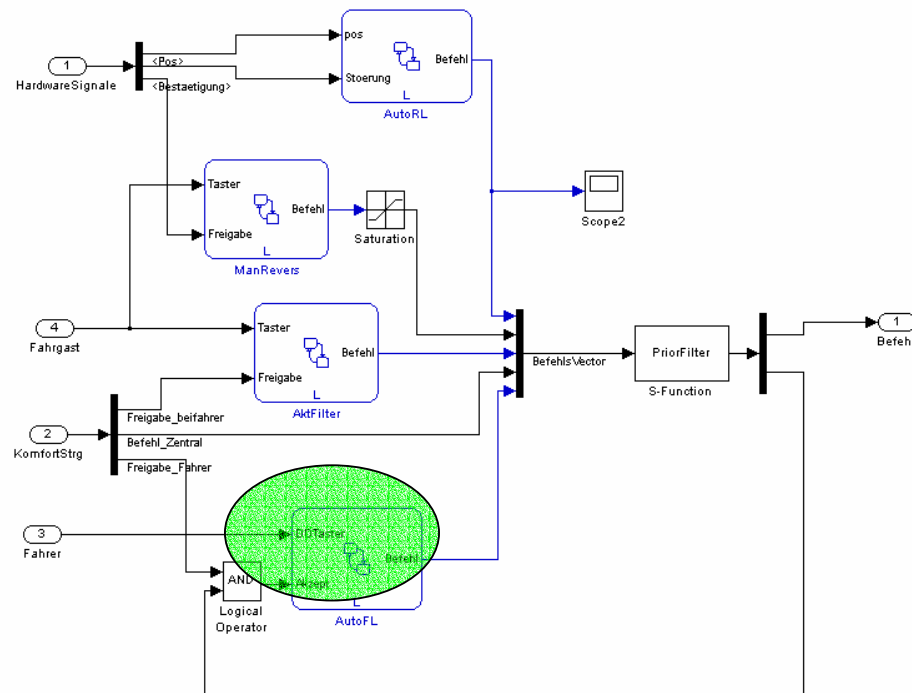 1
HardwareSignale
<Pos>
<Bestaetigung>
pos
Stoerung
Befehl
L
AutoRL
Taster
Freigabe
Befehl
L
ManRevers
Saturation
Scope2
4
Fahrgast
Taster
Freigabe
Befehl
L
AktFilter
BefehlsVector
PriorFilter
S-Function
1
Befehl
2
KomfortStrg
Freigabe_beifahrer
Befehl_Zentral
Freigabe_Fahrer
3
Fahrer
DDTaster
Akzept
Befehl
L
AutoFL
AND
Logical
Operator